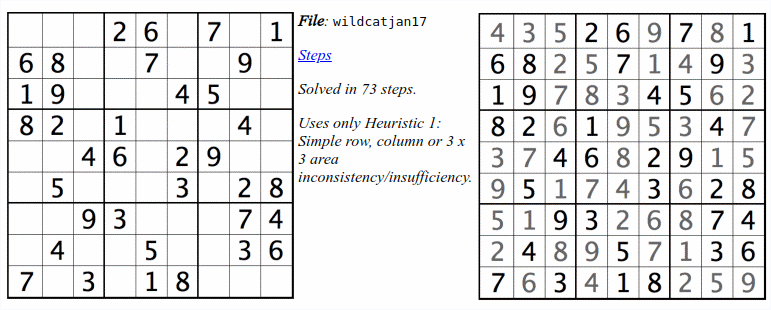 2 6 7 1
6 8 7 9
1 9 4 5
8 2 1 4
4 6 2 9
5 3 2 8
9 3 7 4
4 5 3 6
7 3 1 8
File: wildcatjan17
Steps
Solved in 73 steps.
Uses only Heuristic 1:
Simple row, column or 3 x
3 area
inconsistency/insufficiency.
4 3 5 2 6 9 7 8 1
6 8 2 5 7 1 4 9 3
1 9 7 8 3 4 5 6 2
8 2 6 1 9 5 3 4 7
3 7 4 6 8 2 9 1 5
9 5 1 7 4 3 6 2 8
5 1 9 3 2 6 8 7 4
2 4 8 9 5 7 1 3 6
7 6 3 4 1 8 2 5 9